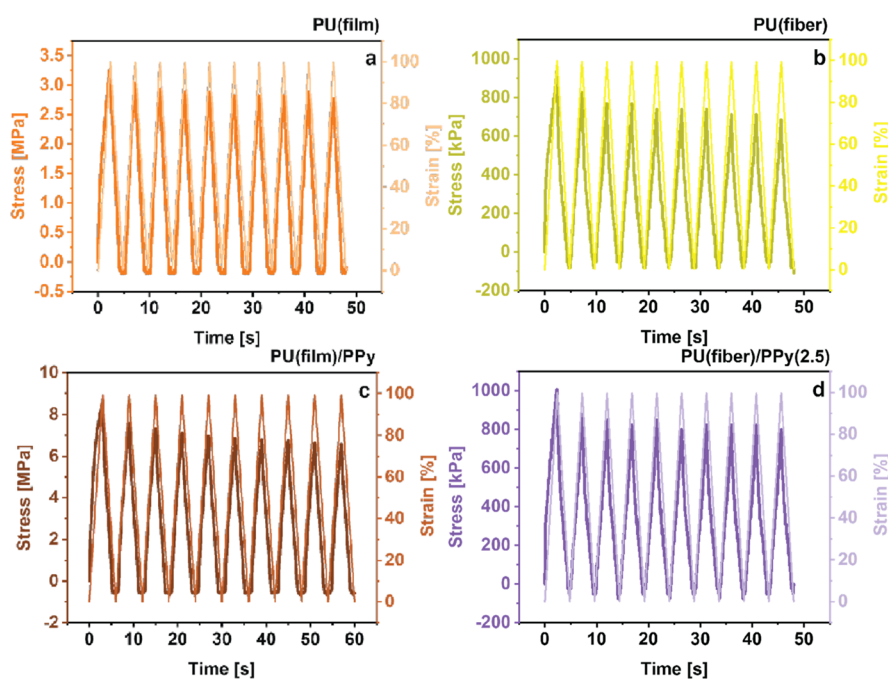 PU(film)
a
3.5
3.0
2.5
2.0
1.5
1.0
0.5
0.0
-0.5
Stress [MPa]
100
80
60
40
20
0
Strain [%]
0 10 20 30 40 50
Time [s]
PU(fiber)
b
1000
800
600
400
200
0
-200
Stress [kPa]
100
80
60
40
20
0
Strain [%]
0 10 20 30 40 50
Time [s]
PU(film)/PPy
c
10
8
6
4
2
0
-2
Stress [MPa]
100
80
60
40
20
0
Strain [%]
0 10 20 30 40 50 60
Time [s]
PU(fiber)/PPy(2.5)
d
1000
800
600
400
200
0
-200
Stress [kPa]
100
80
60
40
20
0
Strain [%]
0 10 20 30 40 50
Time [s]